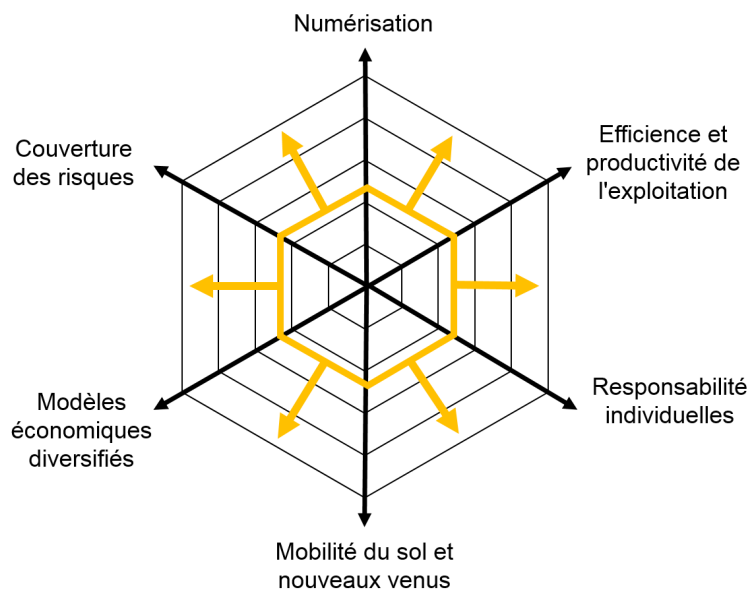 Numérisation
Efficience et
productivité de
l'exploitation
Responsabilité
individuelles
Mobilité du sol et
nouveaux venus
Modèles
économiques
diversifiés
Couverture
des risques